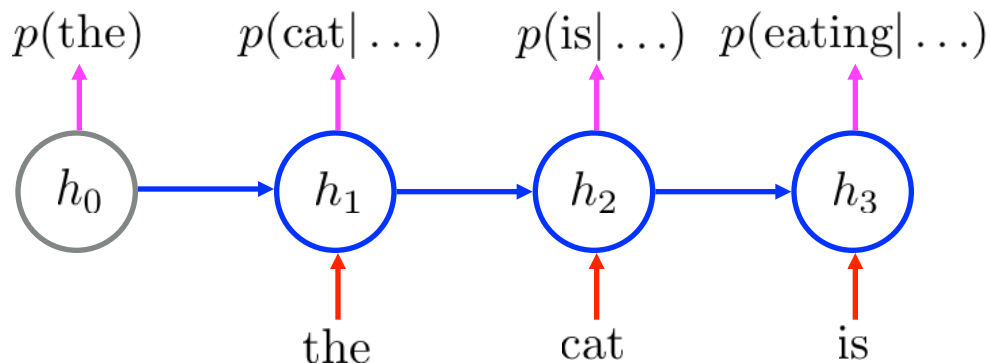 p(the) p(cat| …) p(is| …) p(eating| …)
h₀ h₁ h₂ h₃
the cat is